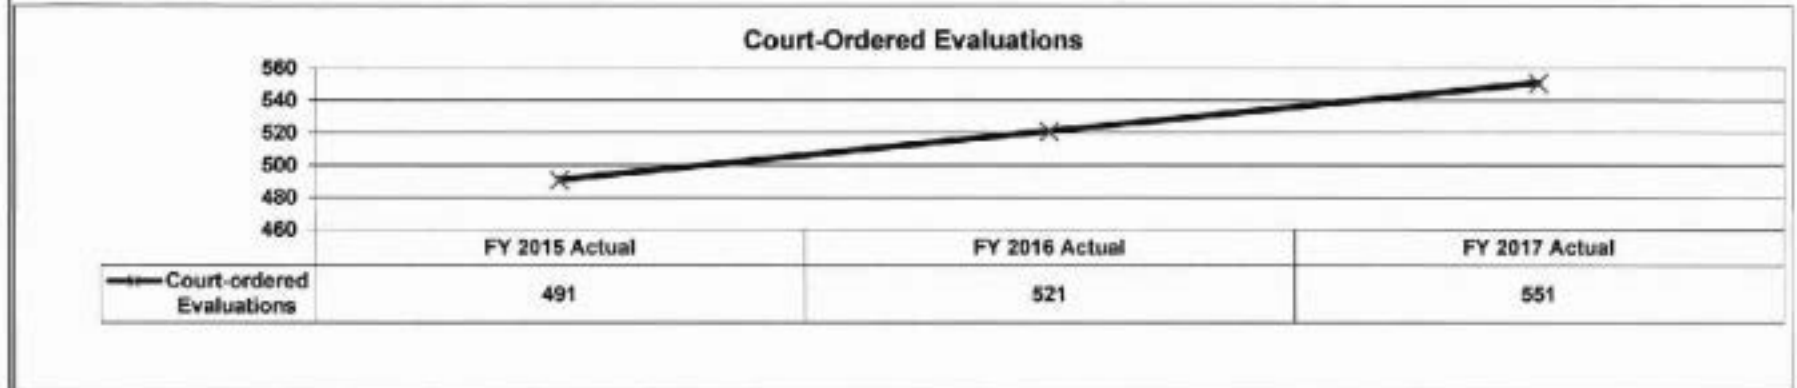 Court-Ordered Evaluations
560
540
520
500
480
460
FY 2015 Actual FY 2016 Actual FY 2017 Actual
Court-ordered
Evaluations 491 521 551